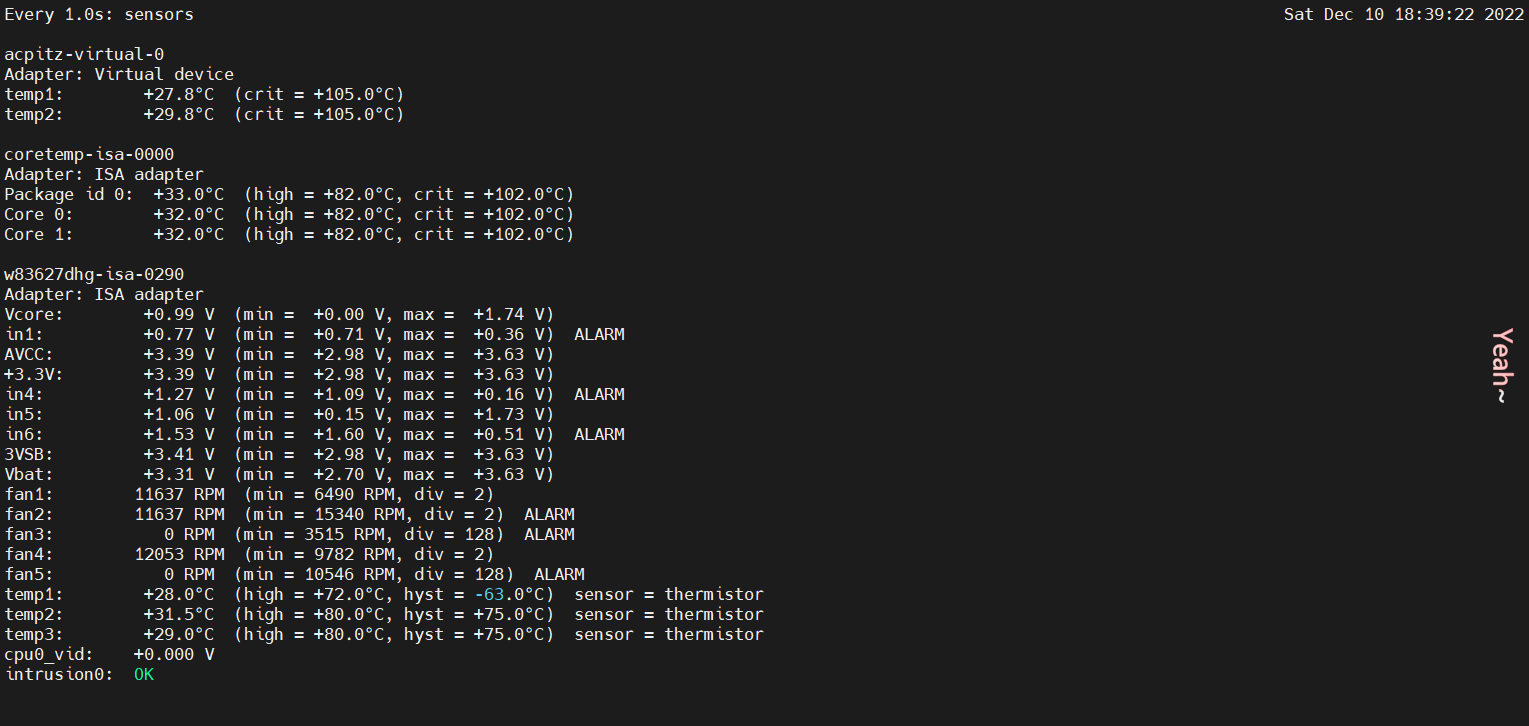 Every 1.0s: sensors Sat Dec 10 18:39:22 2022
acpitz-virtual-0
Adapter: Virtual device
temp1: +27.8°C (crit = +105.0°C)
temp2: +29.8°C (crit = +105.0°C)
coretemp-isa-0000
Adapter: ISA adapter
Package id 0: +33.0°C (high = +82.0°C, crit = +102.0°C)
Core 0: +32.0°C (high = +82.0°C, crit = +102.0°C)
Core 1: +32.0°C (high = +82.0°C, crit = +102.0°C)
w83627dhg-isa-0290
Adapter: ISA adapter
Vcore: +0.99 V (min = +0.00 V, max = +1.74 V)
in1: +0.77 V (min = +0.71 V, max = +0.36 V) ALARM
AVCC: +3.39 V (min = +2.98 V, max = +3.63 V)
+3.3V: +3.39 V (min = +2.98 V, max = +3.63 V)
in4: +1.27 V (min = +1.09 V, max = +0.16 V) ALARM
in5: +1.06 V (min = +0.15 V, max = +1.73 V)
in6: +1.53 V (min = +1.60 V, max = +0.51 V) ALARM
3VSB: +3.41 V (min = +2.98 V, max = +3.63 V)
Vbat: +3.31 V (min = +2.70 V, max = +3.63 V)
fan1: 11637 RPM (min = 6490 RPM, div = 2)
fan2: 11637 RPM (min = 15340 RPM, div = 2) ALARM
fan3: 0 RPM (min = 3515 RPM, div = 128) ALARM
fan4: 12053 RPM (min = 9782 RPM, div = 2)
fan5: 0 RPM (min = 10546 RPM, div = 128) ALARM
temp1: +28.0°C (high = +72.0°C, hyst = -63.0°C) sensor = thermistor
temp2: +31.5°C (high = +80.0°C, hyst = +75.0°C) sensor = thermistor
temp3: +29.0°C (high = +80.0°C, hyst = +75.0°C) sensor = thermistor
cpu0_vid: +0.000 V
intrusion0: OK
Yeah~